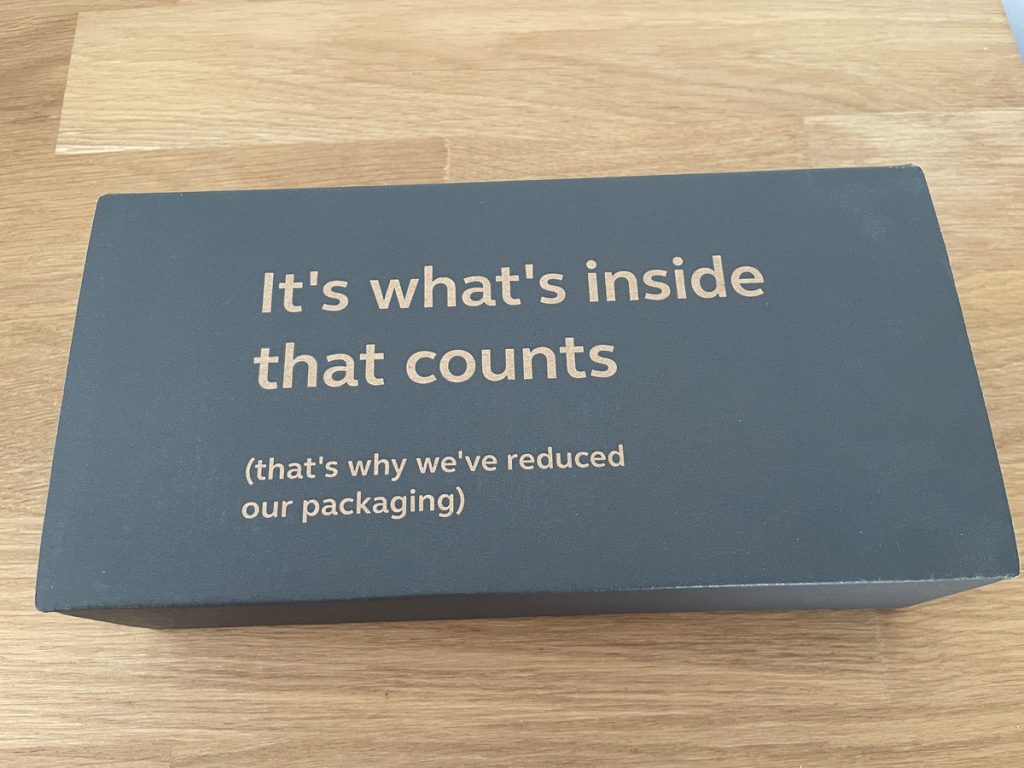 It's what's inside
that counts
(that's why we've reduced
our packaging)